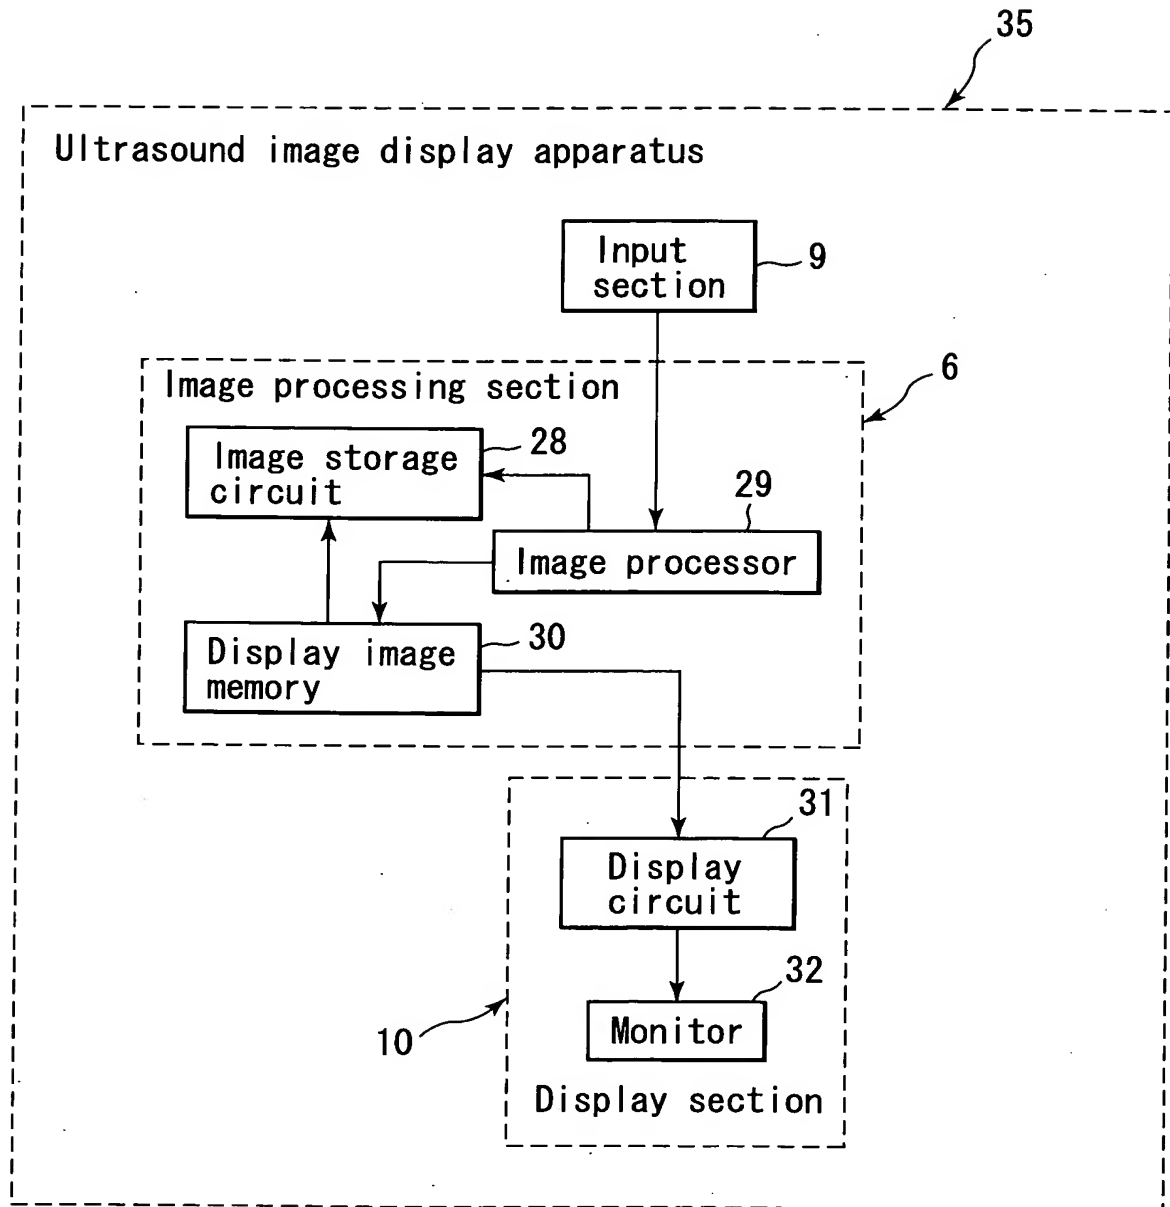 35
Ultrasound image display apparatus
Input
section
9
6
Image processing section
28
Image storage
circuit
29
Image processor
30
Display image
memory
31
Display
circuit
32
Monitor
10
Display section